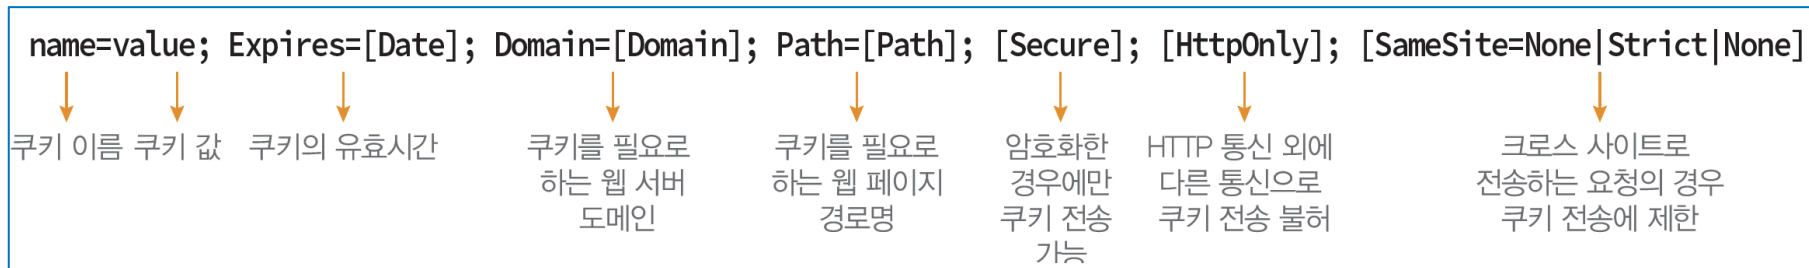 name=value; Expires=[Date]; Domain=[Domain]; Path=[Path]; [Secure]; [HttpOnly]; [SameSite=None|Strict|None]
쿠키 이름
쿠키 값
쿠키의 유효시간
쿠키를 필요로
하는 웹 서버
도메인
쿠키를 필요로
하는 웹 페이지
경로명
암호화한
경우에만
쿠키 전송
가능
HTTP 통신 외에
다른 통신으로
쿠키 전송 불허
크로스 사이트로
전송하는 요청의 경우
쿠키 전송에 제한